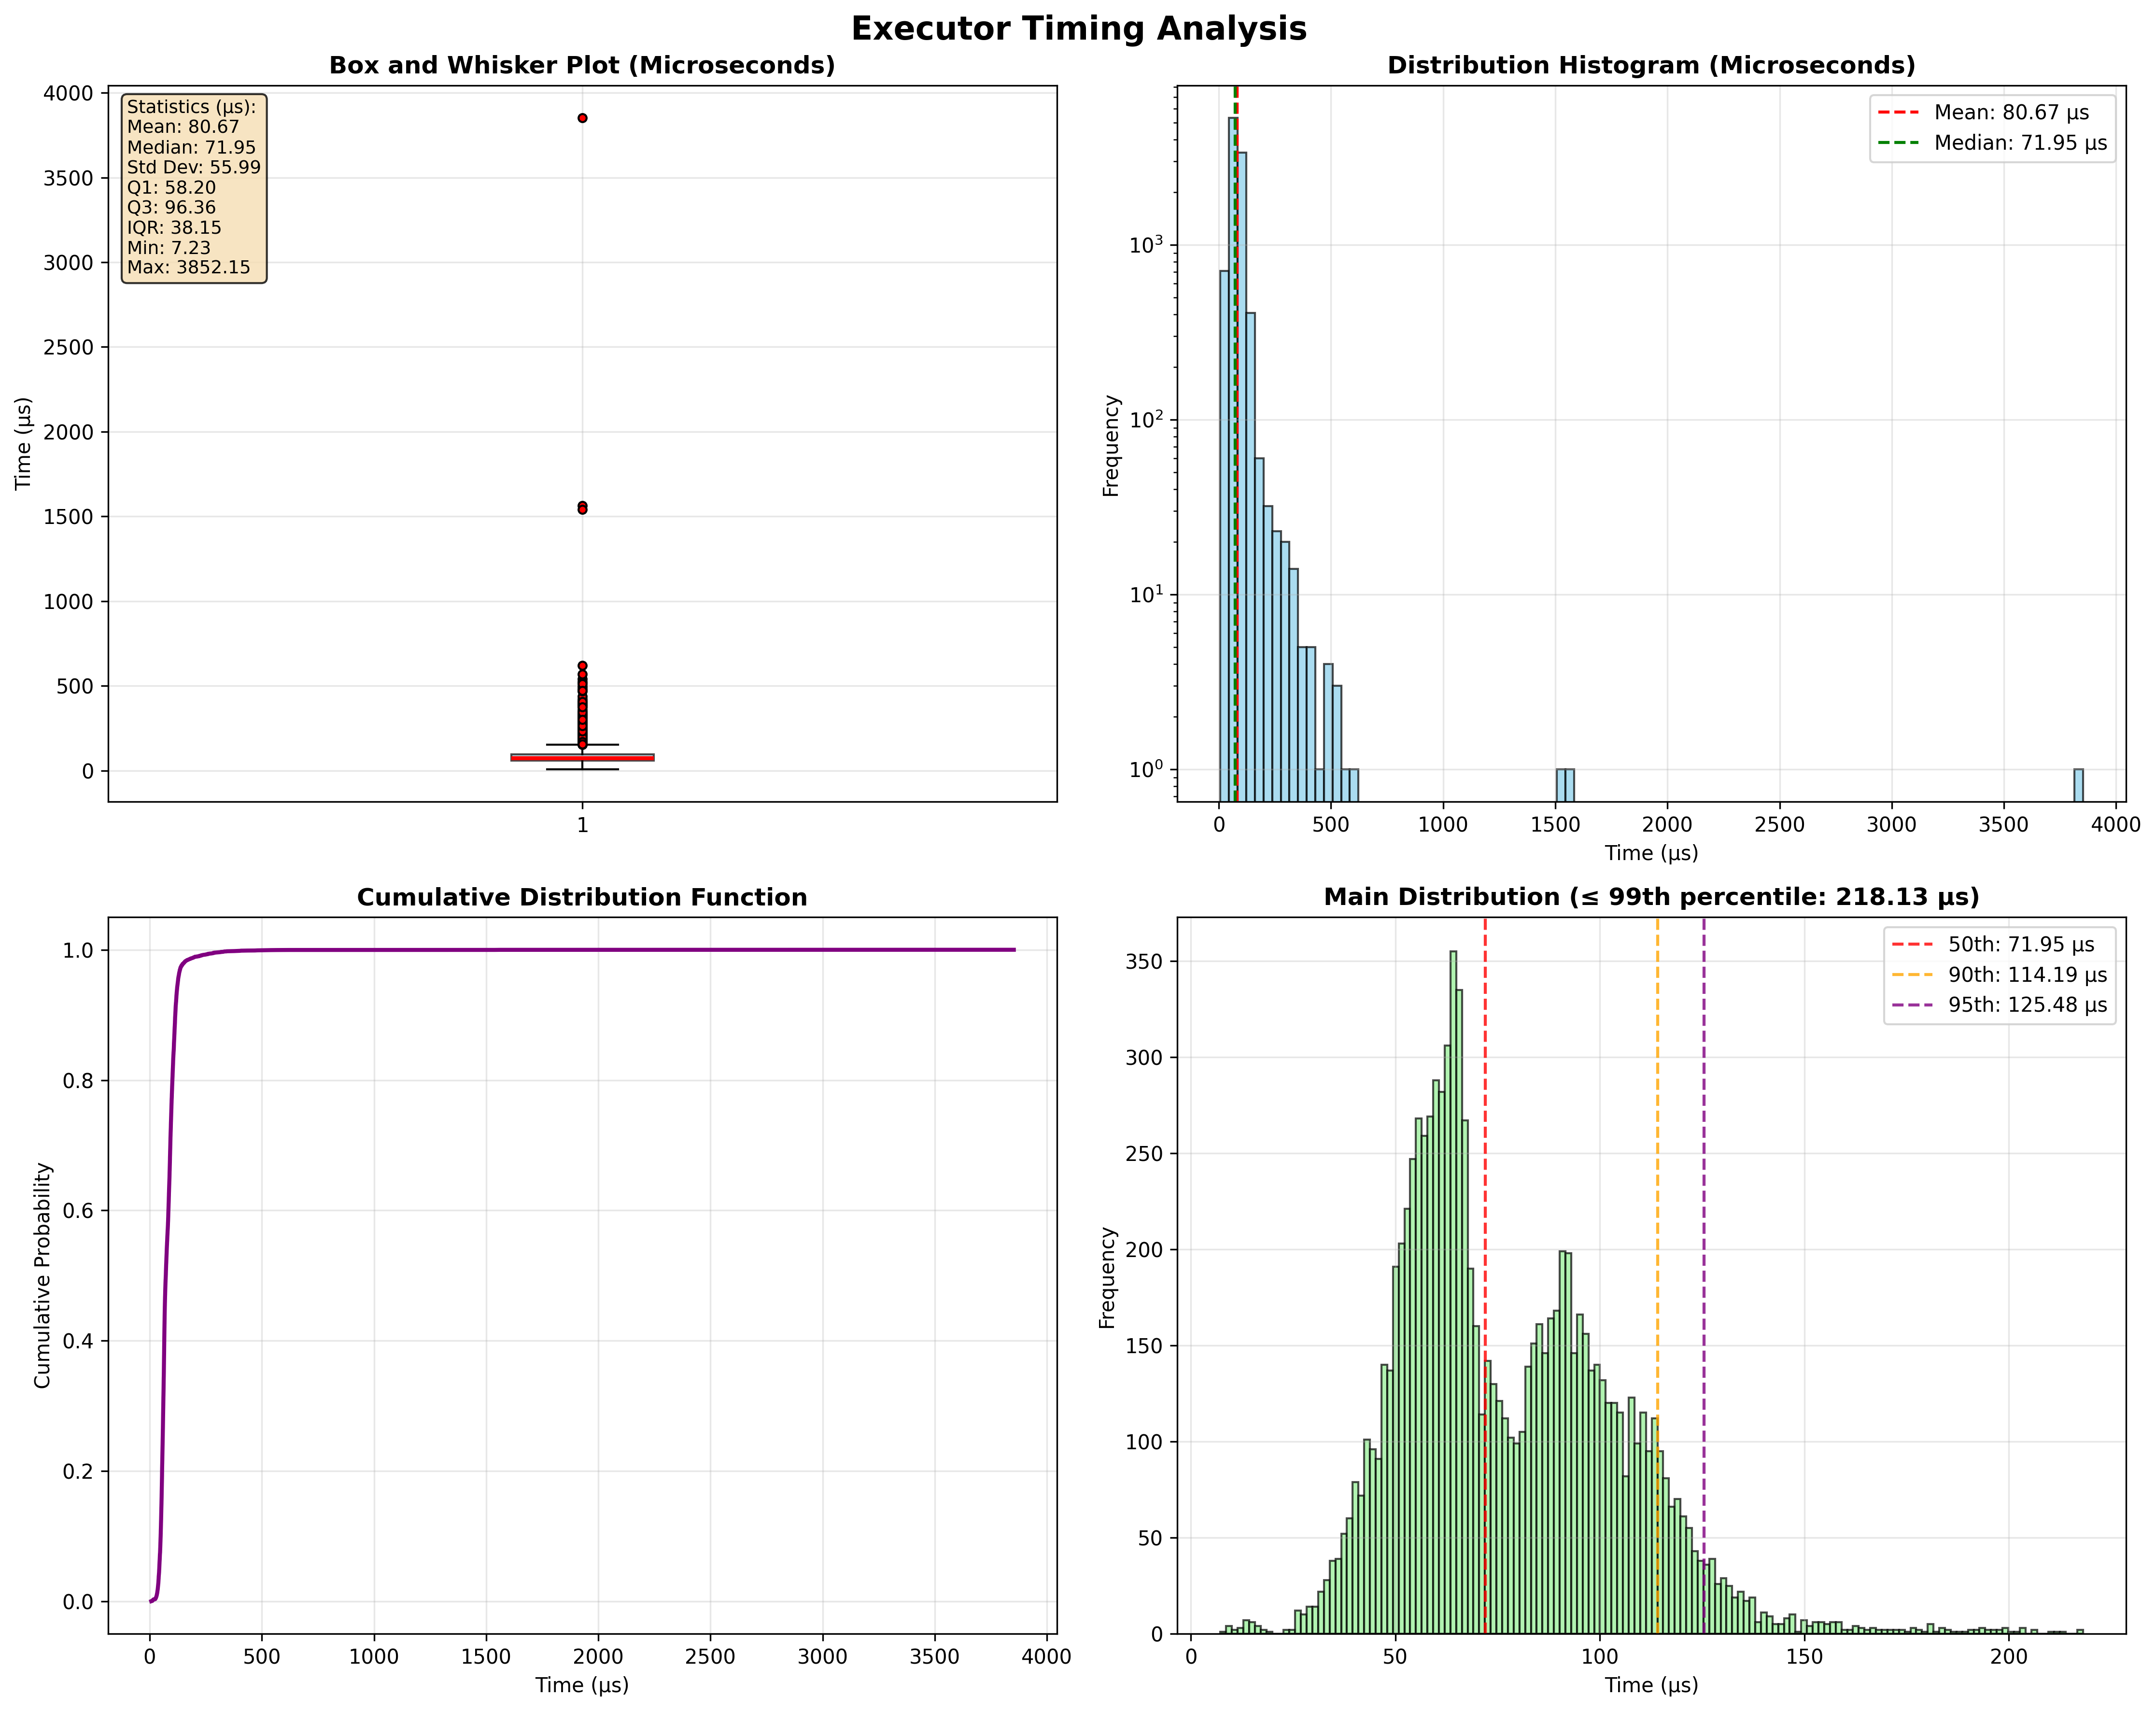 Executor Timing Analysis
Box and Whisker Plot (Microseconds)
Statistics (µs):
Mean: 80.67
Median: 71.95
Std Dev: 55.99
Q1: 58.20
Q3: 96.36
IQR: 38.15
Min: 7.23
Max: 3852.15
4000
3500
3000
2500
2000
1500
1000
500
0
Time (µs)
1
Distribution Histogram (Microseconds)
Mean: 80.67 µs
Median: 71.95 µs
10³
10²
10¹
10⁰
Frequency
0 500 1000 1500 2000 2500 3000 3500 4000
Time (µs)
Cumulative Distribution Function
1.0
0.8
0.6
0.4
0.2
0.0
Cumulative Probability
0 500 1000 1500 2000 2500 3000 3500 4000
Time (µs)
Main Distribution (≤ 99th percentile: 218.13 µs)
50th: 71.95 µs
90th: 114.19 µs
95th: 125.48 µs
350
300
250
200
150
100
50
0
Frequency
0 50 100 150 200
Time (µs)